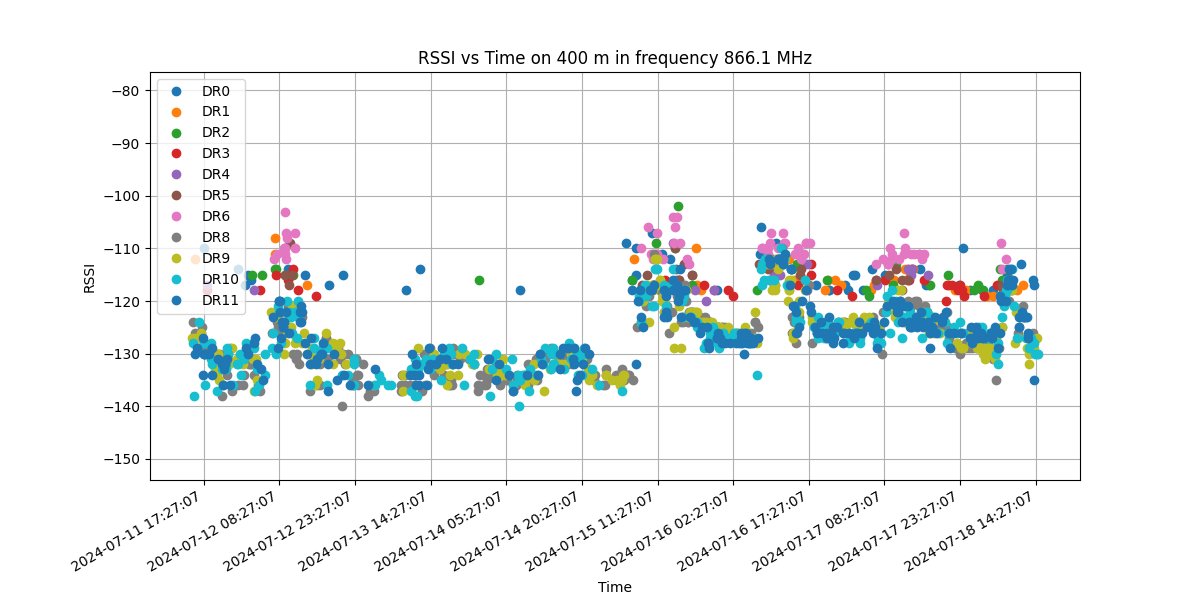 RSSI vs Time on 400 m in frequency 866.1 MHz
RSSI
−80
−90
−100
−110
−120
−130
−140
−150
DR0
DR1
DR2
DR3
DR4
DR5
DR6
DR8
DR9
DR10
DR11
2024-07-11 17:27:07
2024-07-12 08:27:07
2024-07-12 23:27:07
2024-07-13 14:27:07
2024-07-14 05:27:07
2024-07-14 20:27:07
2024-07-15 11:27:07
2024-07-16 02:27:07
2024-07-16 17:27:07
2024-07-17 08:27:07
2024-07-17 23:27:07
2024-07-18 14:27:07
Time